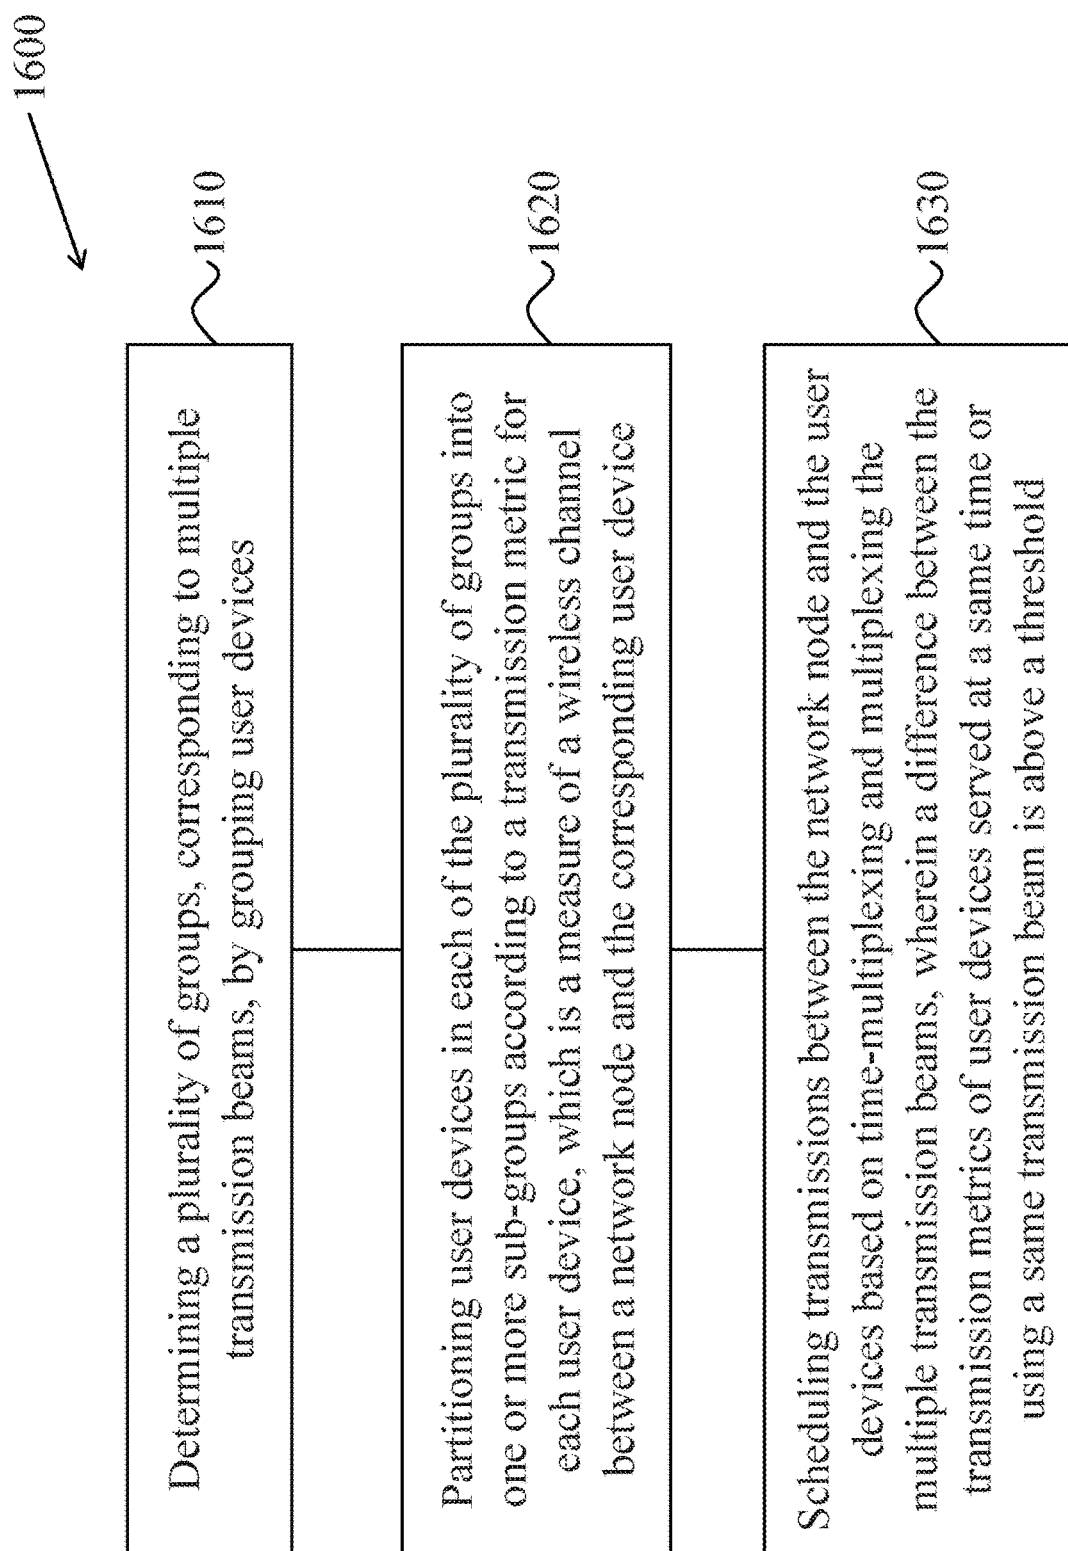 1600
Determining a plurality of groups, corresponding to multiple
transmission beams, by grouping user devices
1610
Partitioning user devices in each of the plurality of groups into
one or more sub-groups according to a transmission metric for
each user device, which is a measure of a wireless channel
between a network node and the corresponding user device
1620
Scheduling transmissions between the network node and the user
devices based on time-multiplexing and multiplexing the
multiple transmission beams, wherein a difference between the
transmission metrics of user devices served at a same time or
using a same transmission beam is above a threshold
1630